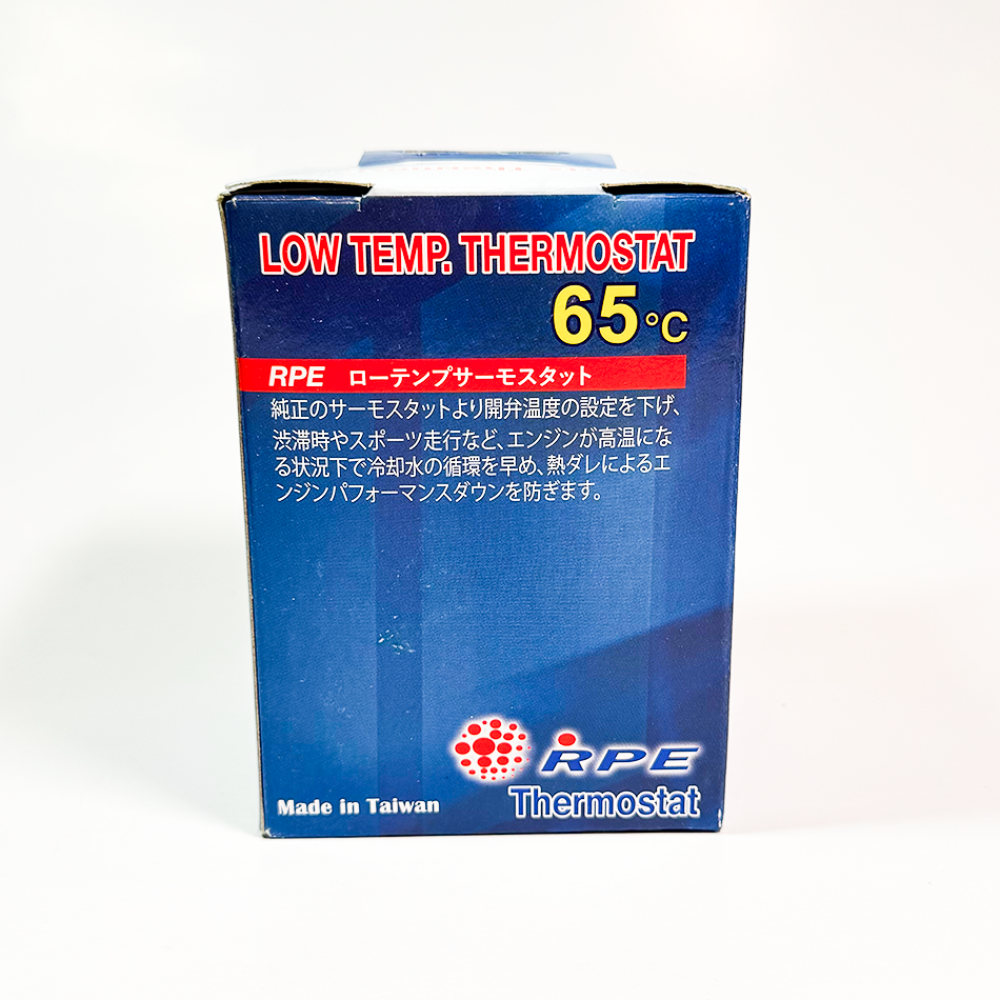 LOW TEMP. THERMOSTAT
65°C
RPE ローテンプサーモスタット
純正のサーモスタットより開弁温度の設定を下げ、
渋滞時やスポーツ走行など、エンジンが高温にな
る状況下で冷却水の循環を早め、熱ダレによるエ
ンジンパフォーマンスダウンを防ぎます。
RPE
Made in Taiwan
Thermostat